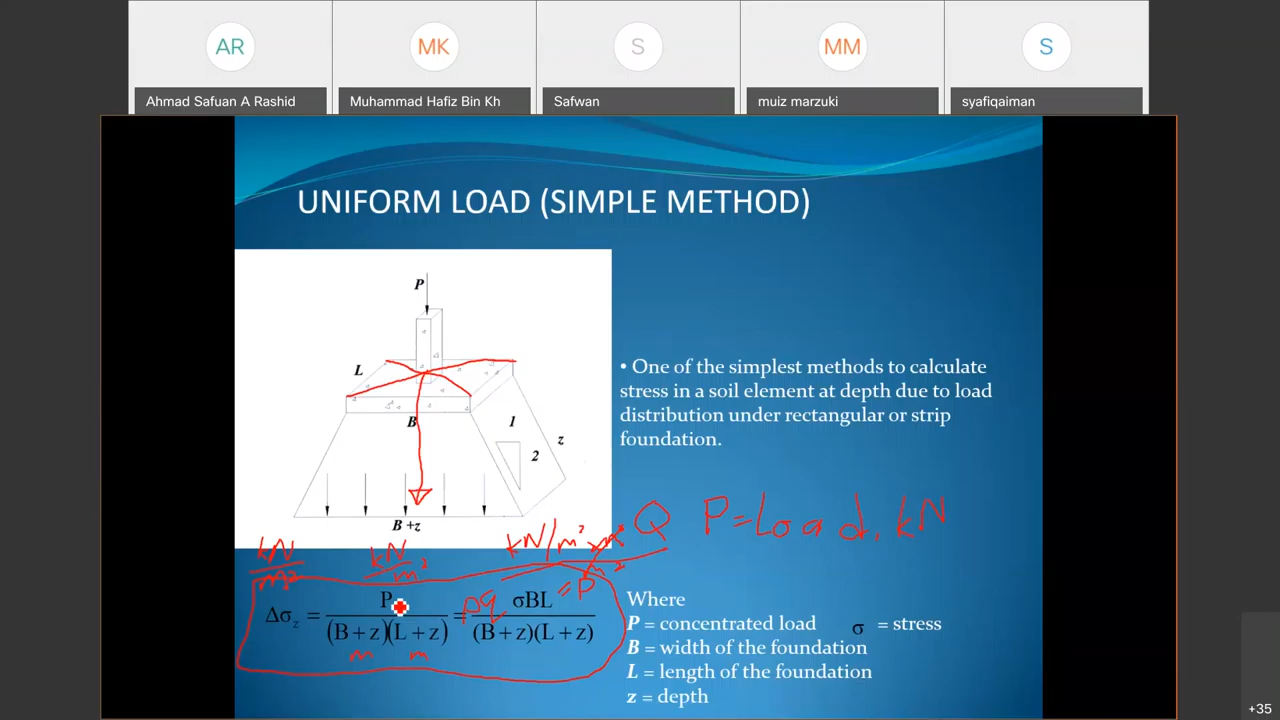 AR
MK
S
MM
S
Ahmad Safuan A Rashid
Muhammad Hafiz Bin Kh
Safwan
muiz marzuki
syafiqaiman
UNIFORM LOAD (SIMPLE METHOD)
P
L
B
1
2
z
B +z
• One of the simplest methods to calculate
stress in a soil element at depth due to load
distribution under rectangular or strip
foundation.
Q P=Load, kN
kN/m² kN/m² kN/m² m² / m²
= P
Δσz = P / (B + z)(L + z) = σBL / (B + z)(L + z)
m m
Where
P = concentrated load σ = stress
B = width of the foundation
L = length of the foundation
z = depth
+35